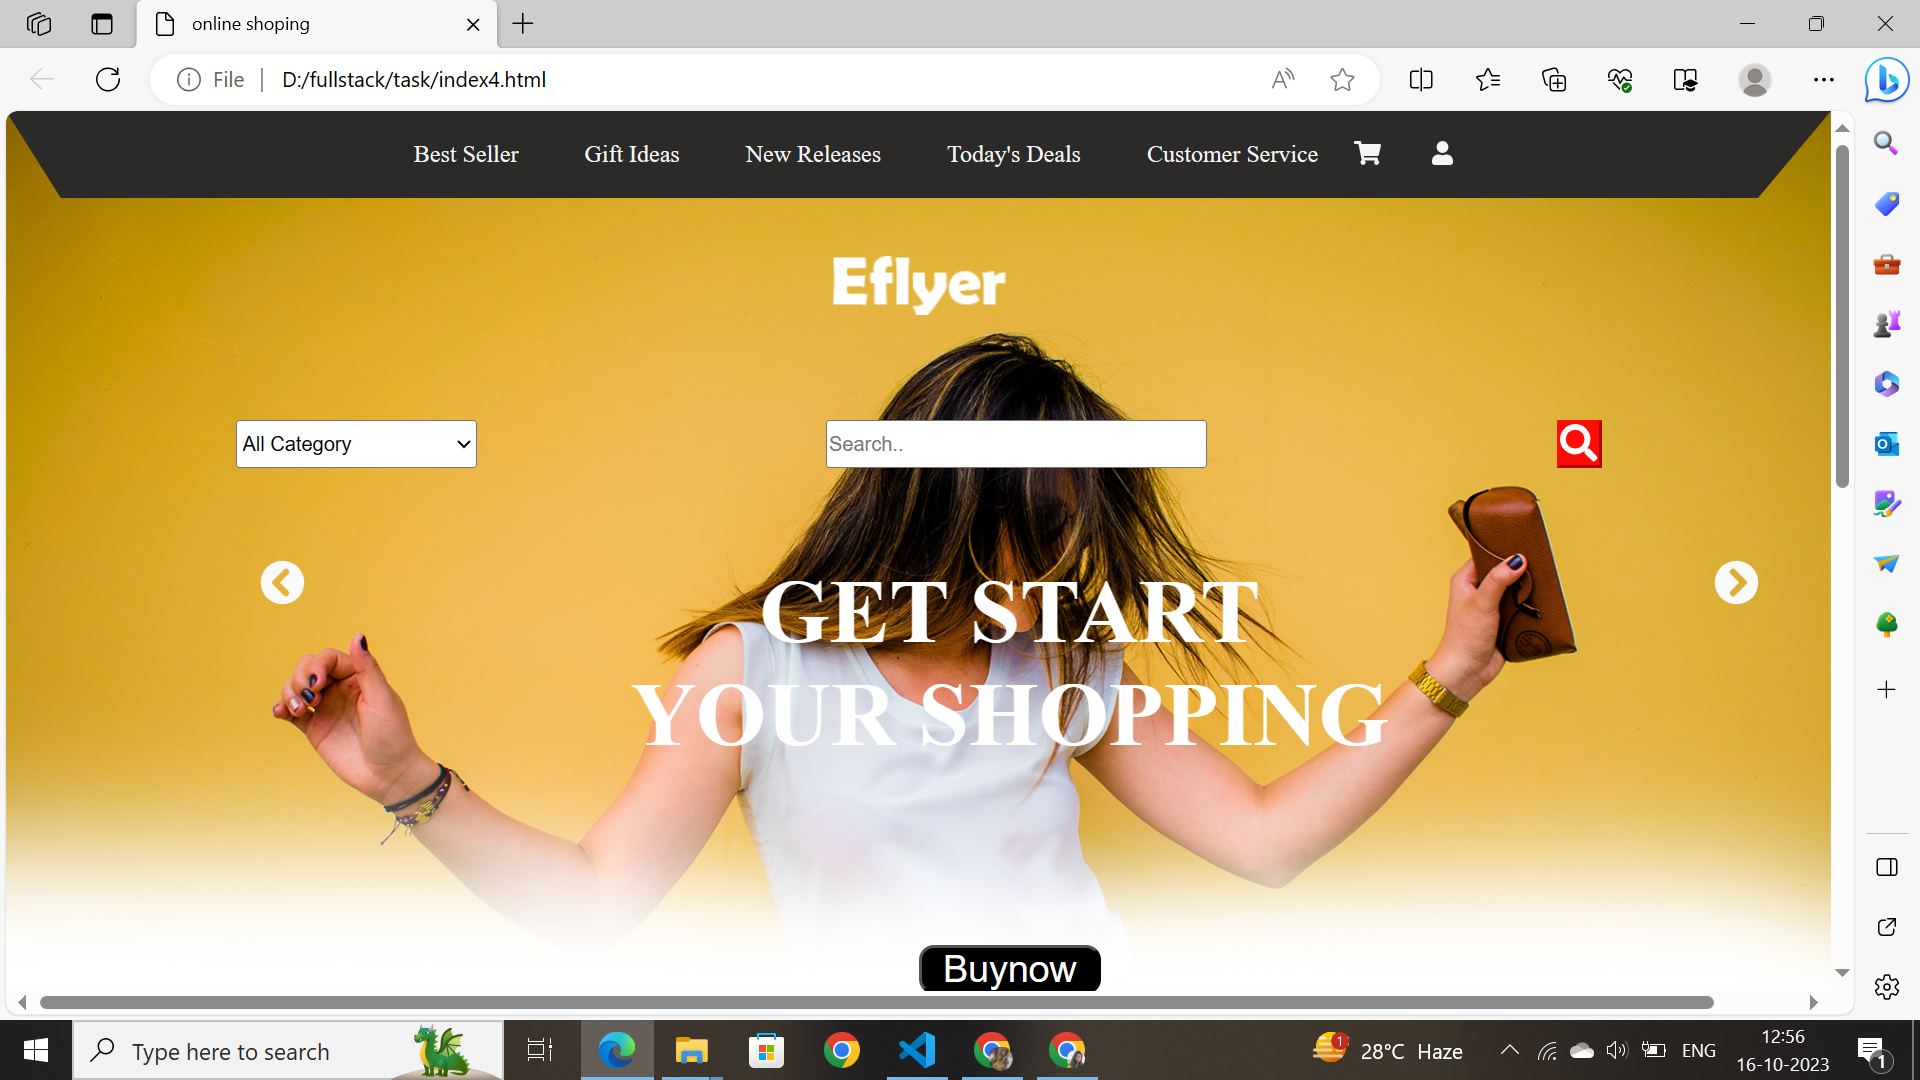 online shoping
File D:/fullstack/task/index4.html
Best Seller Gift Ideas New Releases Today's Deals Customer Service
Eflyer
All Category Search..
GET START
YOUR SHOPPING
Buynow
Type here to search 1 28°C Haze ENG 12:56
16-10-2023 1